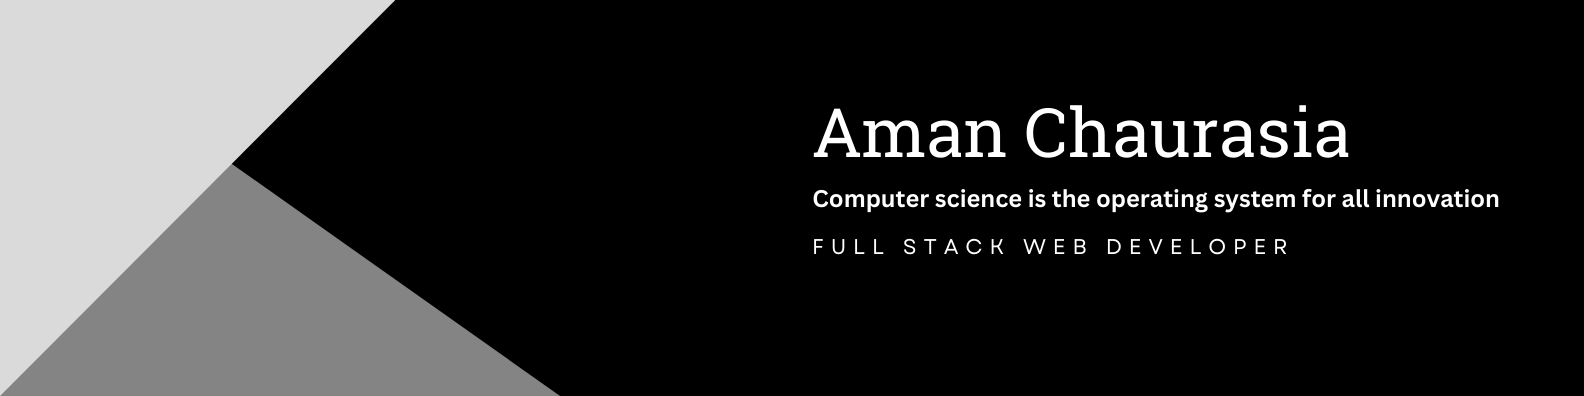 Aman Chaurasia
Computer science is the operating system for all innovation
FULL STACK WEB DEVELOPER